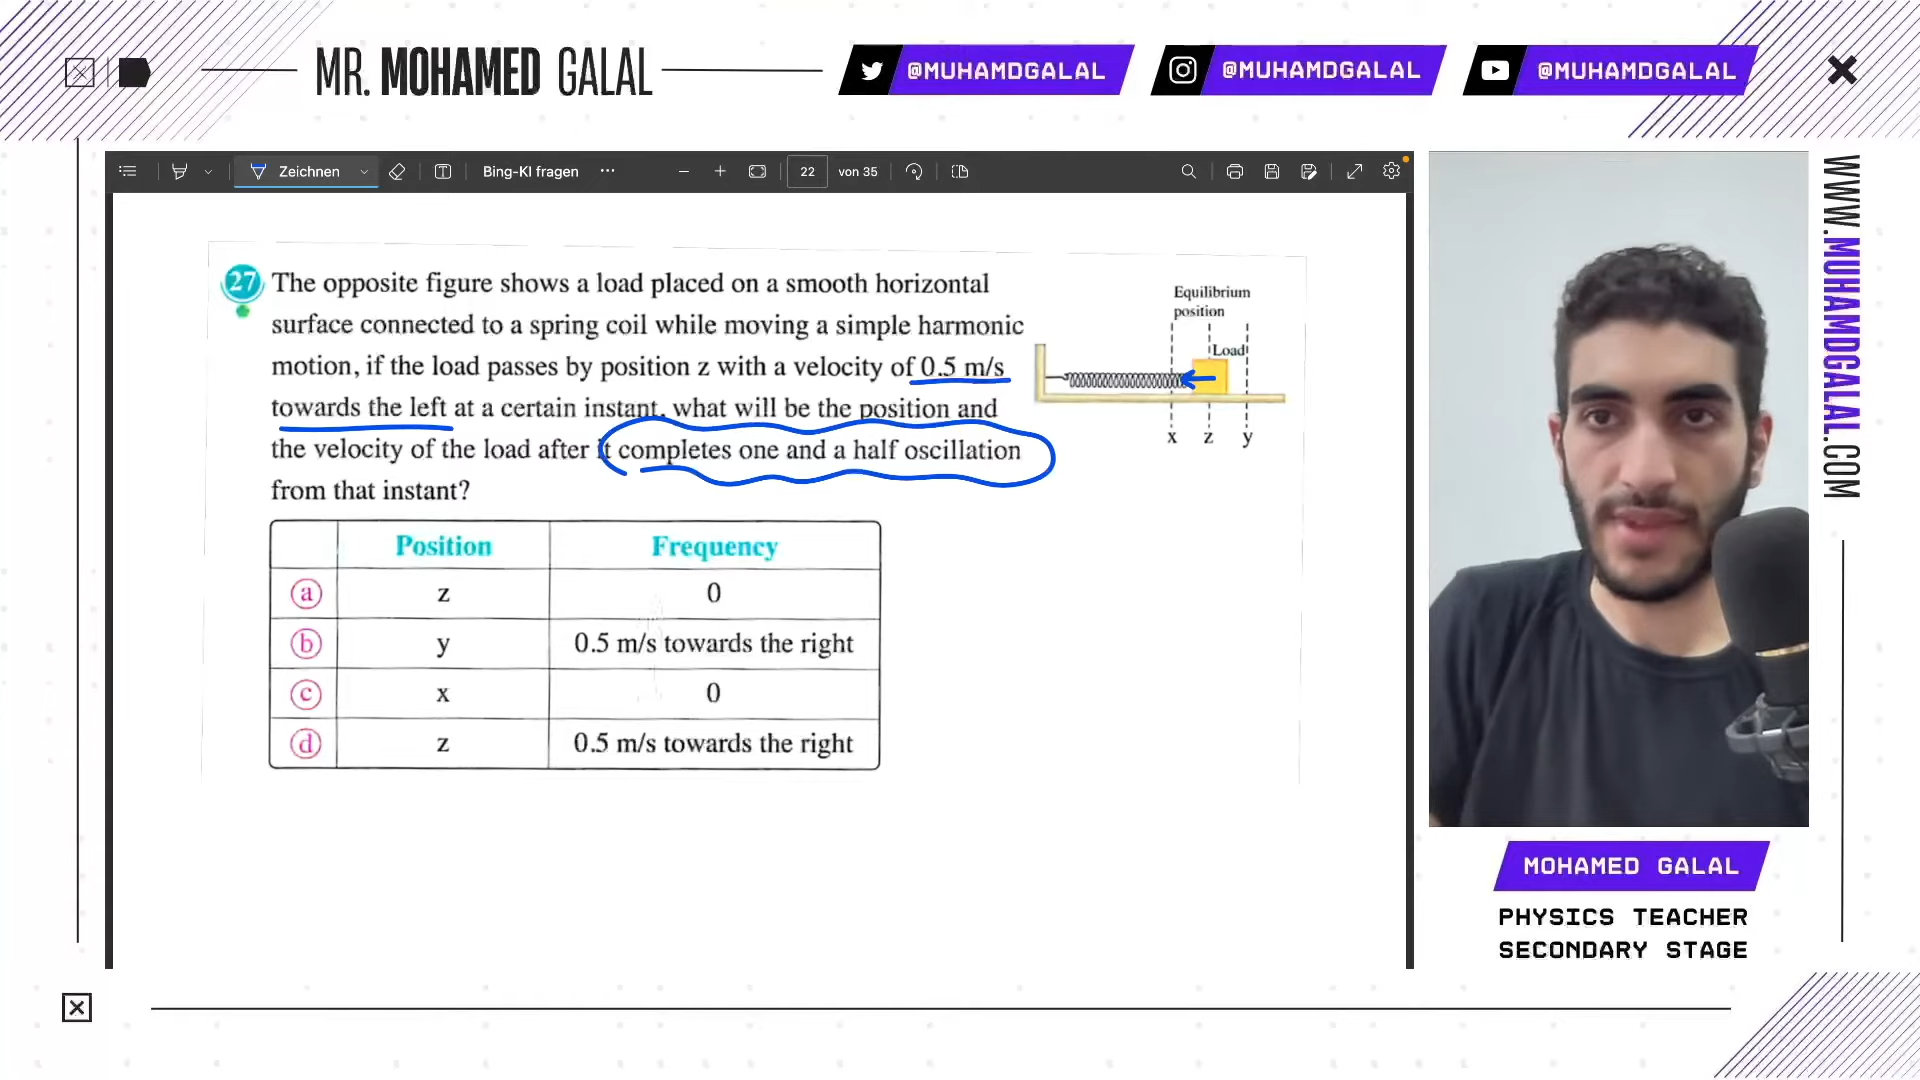 MR. MOHAMED GALAL
@MUHAMDGALAL
@MUHAMDGALAL
@MUHAMDGALAL
Zeichnen
Bing-KI fragen
22
von 35
27 The opposite figure shows a load placed on a smooth horizontal
surface connected to a spring coil while moving a simple harmonic
motion, if the load passes by position z with a velocity of 0.5 m/s
towards the left at a certain instant, what will be the position and
the velocity of the load after it completes one and a half oscillation
from that instant?
Equilibrium
position
Load
x z y
Position Frequency
a z 0
b y 0.5 m/s towards the right
c x 0
d z 0.5 m/s towards the right
WWW.MUHAMDGALAL.COM
MOHAMED GALAL
PHYSICS TEACHER
SECONDARY STAGE